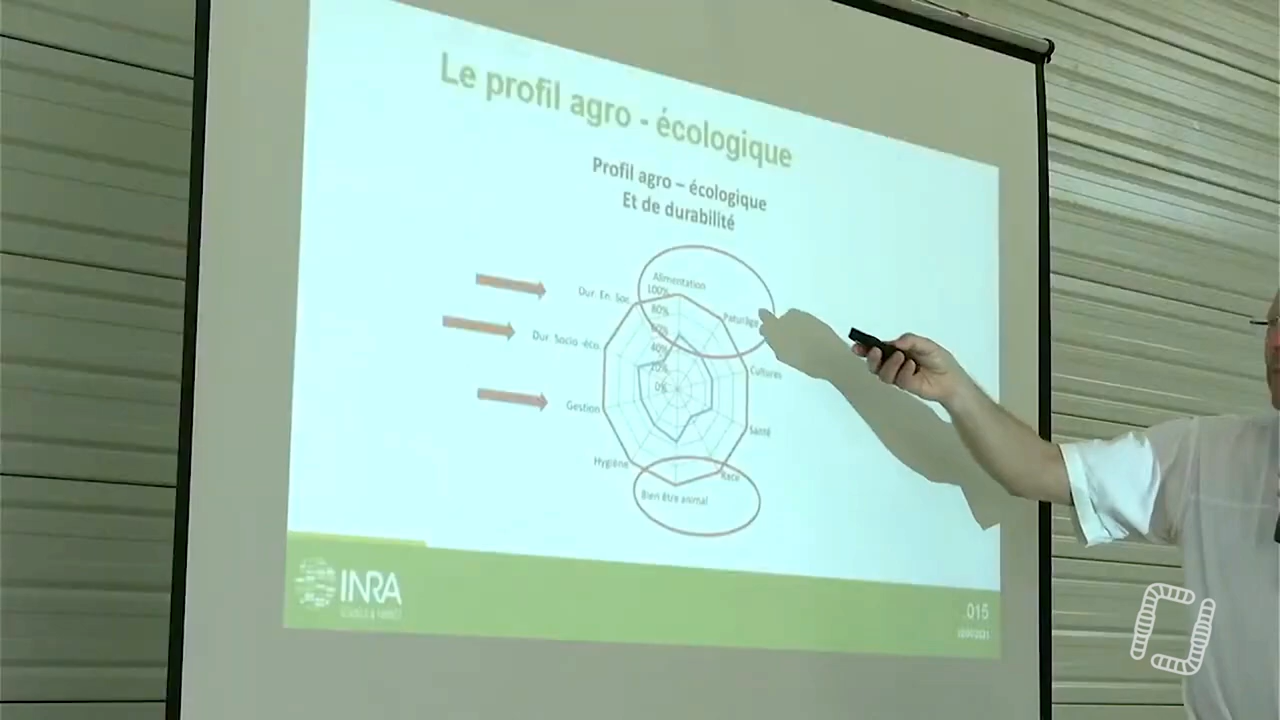 Le profil agro - écologique
Profil agro – écologique
Et de durabilité
Alimentation
100%
80%
60%
40%
20%
0%
Paturage
Cultures
Santé
Race
Bien être animal
Hygiène
Gestion
Dur. Socio -éco.
Dur. En. Soc.
INRA
015